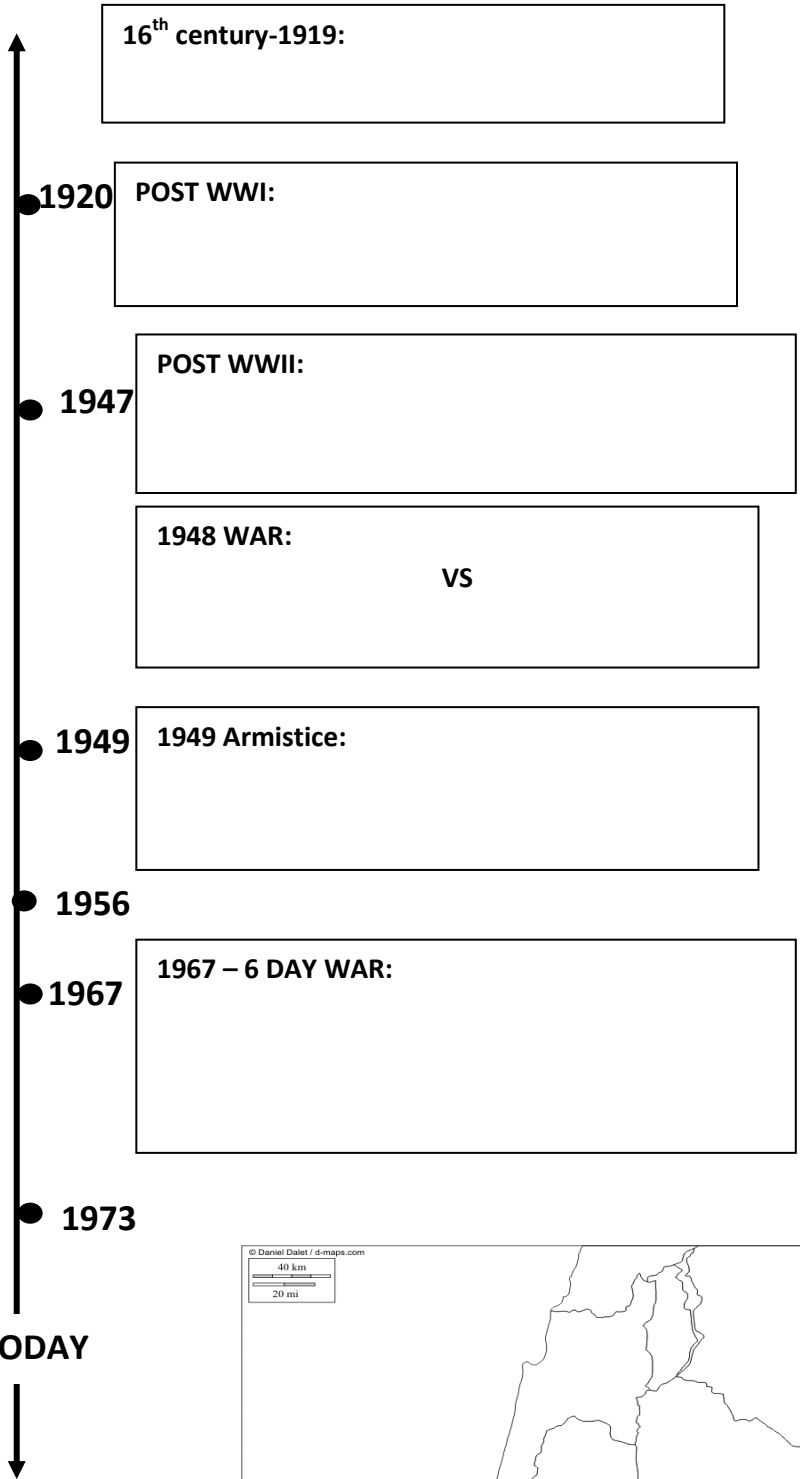 16th century-1919:
1920
POST WWI:
POST WWII:
1947
1948 WAR:
VS
1949
1949 Armistice:
1956
1967 – 6 DAY WAR:
1967
1973
© Daniel Dalet / d-maps.com
40 km
20 mi
ODAY